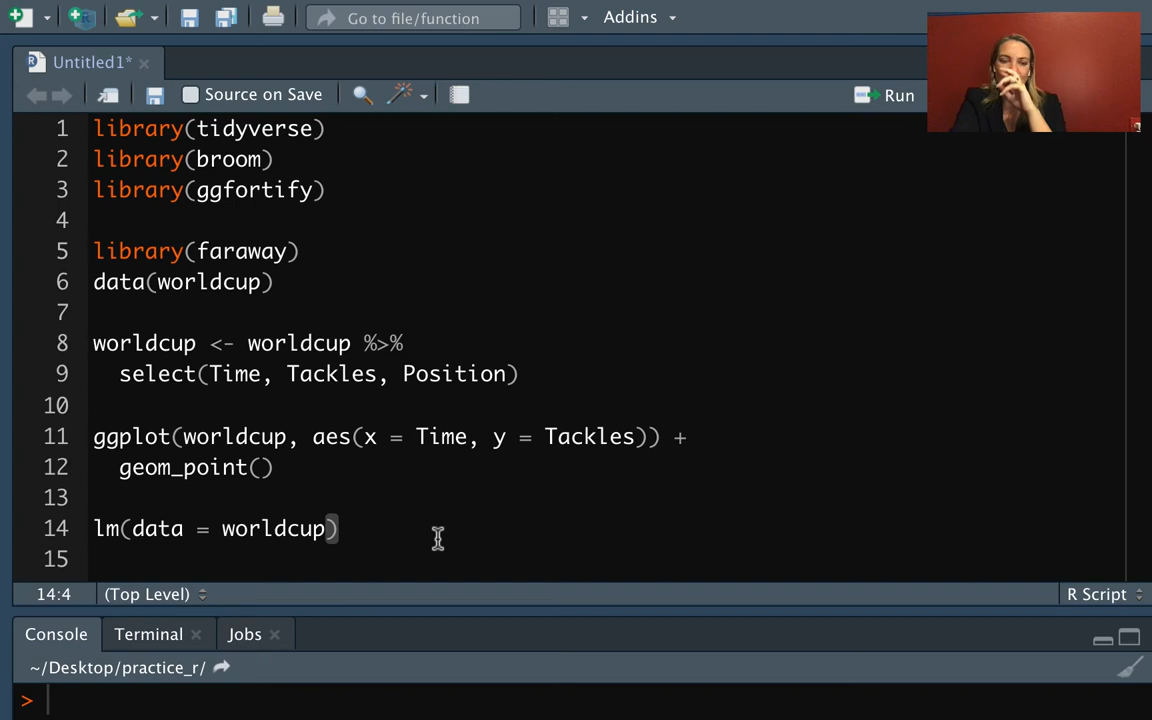 Go to file/function
Addins
Untitled1*
Source on Save
Run
1 library(tidyverse)
2 library(broom)
3 library(ggfortify)
4
5 library(faraway)
6 data(worldcup)
7
8 worldcup <- worldcup %>%
9 select(Time, Tackles, Position)
10
11 ggplot(worldcup, aes(x = Time, y = Tackles)) +
12 geom_point()
13
14 lm(data = worldcup)
15
14:4 (Top Level) R Script
Console Terminal Jobs
~/Desktop/practice_r/
>